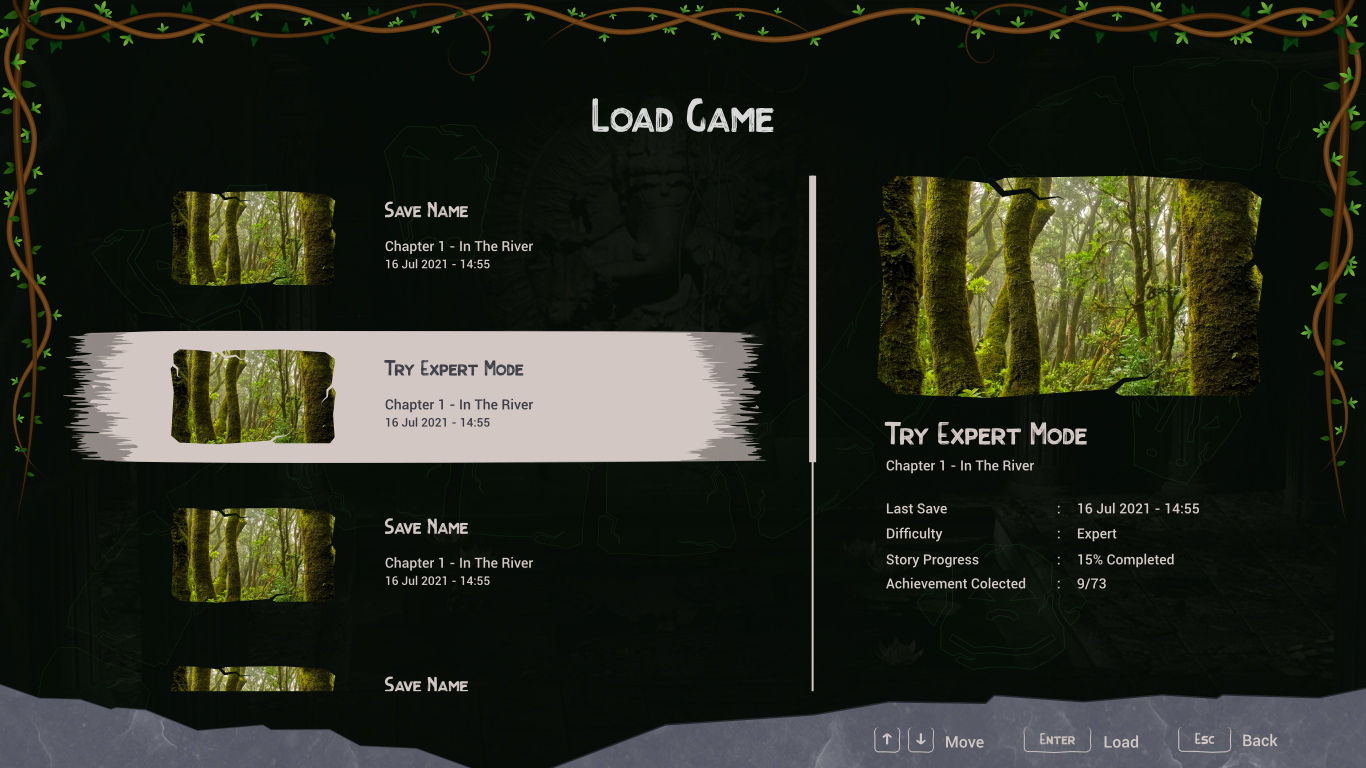 Load Game
Save Name
Chapter 1 - In The River
16 Jul 2021 - 14:55
Try Expert Mode
Chapter 1 - In The River
16 Jul 2021 - 14:55
Save Name
Chapter 1 - In The River
16 Jul 2021 - 14:55
Save Name
Try Expert Mode
Chapter 1 - In The River
Last Save : 16 Jul 2021 - 14:55
Difficulty : Expert
Story Progress : 15% Completed
Achievement Colected : 9/73
↑ ↓ Move Enter Load Esc Back